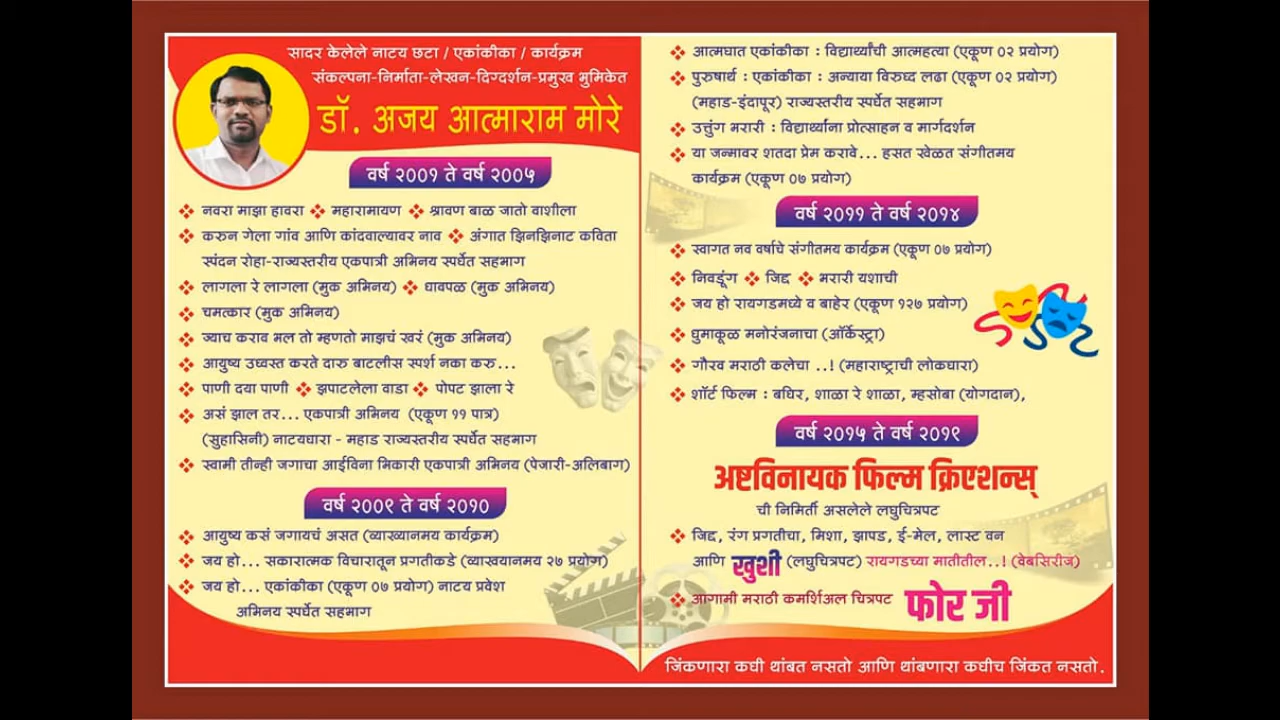 सादर केलेले नाटय छटा / एकांकीका / कार्यक्रम
संकल्पना-निर्माता-लेखन-दिग्दर्शन-प्रमुख भुमिकेत
डॉ. अजय आत्माराम मोरे
वर्ष २००१ ते वर्ष २००५
नवरा माझा हावरा ❖ महारामायण ❖ श्रावण बाळ जातो वाशीला
करुन गेला गांव आणि कांदवाल्यावर नाव ❖ अंगात झिनझिनाट कविता
स्पंदन रोहा-राज्यस्तरीय एकपात्री अभिनय स्पर्धेत सहभाग
लागला रे लागला (मुक अभिनय) ❖ धावपळ (मुक अभिनय)
चमत्कार (मुक अभिनय)
ज्याच कराव भल तो म्हणतो माझचं खरं (मुक अभिनय)
आयुष्य उध्वस्त करते दारु बाटलीस स्पर्श नका करु...
पाणी दया पाणी ❖ झपाटलेला वाडा ❖ पोपट झाला रे
असं झाल तर... एकपात्री अभिनय (एकूण ११ पात्र)
(सुहासिनी) नाटयधारा - महाड राज्यस्तरीय स्पर्धेत सहभाग
स्वामी तीन्ही जगाचा आईविना भिकारी एकपात्री अभिनय (पेजारी-अलिबाग)
वर्ष २००९ ते वर्ष २०१०
आयुष्य कसं जगायचं असत (व्याख्यानमय कार्यक्रम)
जय हो... सकारात्मक विचारातून प्रगतीकडे (व्याख्यानमय २७ प्रयोग)
जय हो... एकांकीका (एकूण ०७ प्रयोग) नाटय प्रवेश
अभिनय स्पर्धेत सहभाग
आत्मघात एकांकीका : विद्यार्थ्यांची आत्महत्या (एकूण ०२ प्रयोग)
पुरुषार्थ : एकांकीका : अन्याया विरुध्द लढा (एकूण ०२ प्रयोग)
(महाड-इंदापूर) राज्यस्तरीय स्पर्धेत सहभाग
उत्तुंग भरारी : विद्यार्थ्यांना प्रोत्साहन व मार्गदर्शन
या जन्मावर शतदा प्रेम करावे... हसत खेळत संगीतमय
कार्यक्रम (एकूण ०७ प्रयोग)
वर्ष २०११ ते वर्ष २०१४
स्वागत नव वर्षाचे संगीतमय कार्यक्रम (एकूण ०७ प्रयोग)
निवडूंग ❖ जिद्द ❖ भरारी यशाची
जय हो रायगडमध्ये व बाहेर (एकूण १२७ प्रयोग)
धुमाकूळ मनोरंजनाचा (ऑर्केस्ट्रा)
गौरव मराठी कलेचा ..! (महाराष्ट्राची लोकधारा)
शॉर्ट फिल्म : बधिर, शाळा रे शाळा, म्हसोबा (योगदान),
वर्ष २०१५ ते वर्ष २०१९
अष्टविनायक फिल्म क्रिएशन्स्
ची निमिर्ती असलेले लघुचित्रपट
जिद्द, रंग प्रगतीचा, मिशा, झापड, ई-मेल, लास्ट वन
आणि खुशी (लघुचित्रपट) रायगडच्या मातीतील..! (वेबसिरीज)
आगामी मराठी कमर्शिअल चित्रपट फोर जी
जिंकणारा कधी थांबत नसतो आणि थांबणारा कधीच जिंकत नसतो.